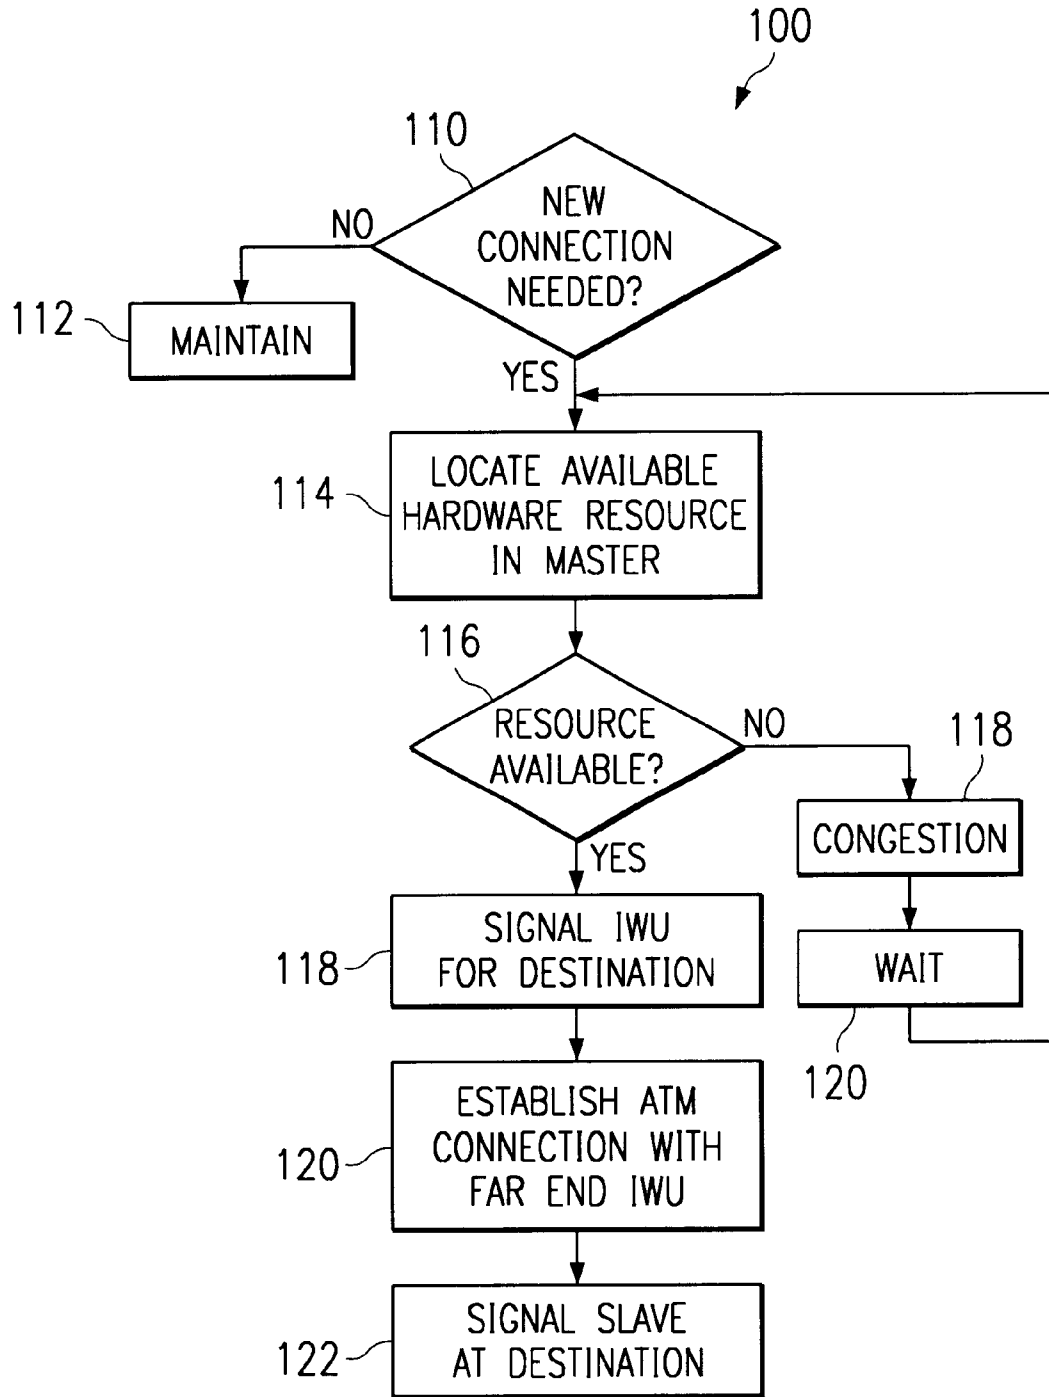 100
110
NEW
CONNECTION
NEEDED?
NO
112
MAINTAIN
YES
114
LOCATE AVAILABLE
HARDWARE RESOURCE
IN MASTER
116
RESOURCE
AVAILABLE?
NO
118
CONGESTION
YES
118
SIGNAL IWU
FOR DESTINATION
WAIT
120
120
ESTABLISH ATM
CONNECTION WITH
FAR END IWU
122
SIGNAL SLAVE
AT DESTINATION